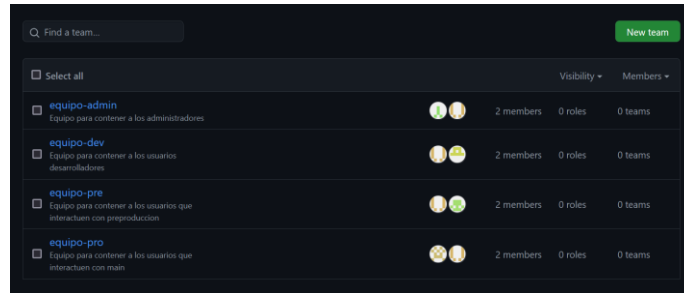 Find a team...
New team
Select all
Visibility
Members
equipo-admin
Equipo para contener a los administradores
2 members
0 roles
0 teams
equipo-dev
Equipo para contener a los usuarios
desarrolladores
2 members
0 roles
0 teams
equipo-pre
Equipo para contener a los usuarios que
interactuen con preproduccion
2 members
0 roles
0 teams
equipo-pro
Equipo para contener a los usuarios que
interactuen con main
2 members
0 roles
0 teams